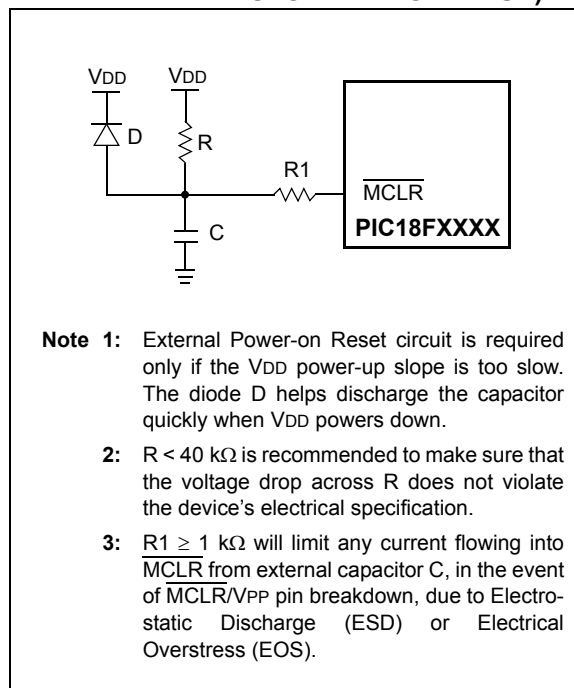 VDD VDD
D
R
R1
MCLR
PIC18FXXXX
C
Note 1: External Power-on Reset circuit is required
only if the VDD power-up slope is too slow.
The diode D helps discharge the capacitor
quickly when VDD powers down.
2: R < 40 kΩ is recommended to make sure that
the voltage drop across R does not violate
the device's electrical specification.
3: R1 ≥ 1 kΩ will limit any current flowing into
MCLR from external capacitor C, in the event
of MCLR/VPP pin breakdown, due to Electro-
static Discharge (ESD) or Electrical
Overstress (EOS).